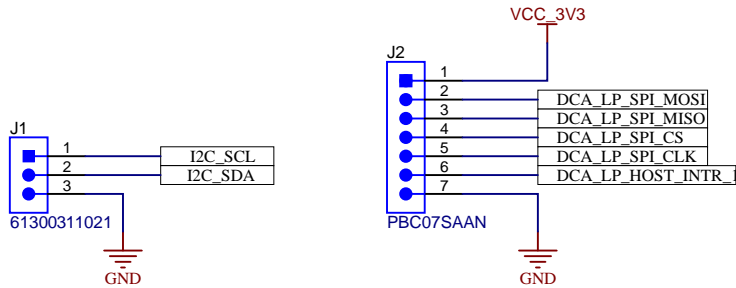 VCC_3V3
J2
1
2
DCA_LP_SPI_MOSI
3
DCA_LP_SPI_MISO
4
DCA_LP_SPI_CS
5
DCA_LP_SPI_CLK
6
7
PBC07SAAN
GND
J1
1
I2C_SCL
2
I2C_SDA
3
61300311021
GND